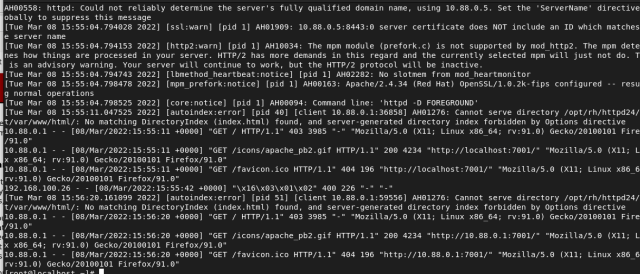 AH00558: httpd: Could not reliably determine the server's fully qualified domain name, using 10.88.0.5. Set the 'ServerName' directive
obally to suppress this message
[Tue Mar 08 15:55:04.794028 2022] [ssl:warn] [pid 1] AH01909: 10.88.0.5:8443:0 server certificate does NOT include an ID which matches
e server name
[Tue Mar 08 15:55:04.794153 2022] [http2:warn] [pid 1] AH10034: The mpm module (prefork.c) is not supported by mod_http2. The mpm dete
es how things are processed in your server. HTTP/2 has more demands in this regard and the currently selected mpm will just not do. T
is an advisory warning. Your server will continue to work, but the HTTP/2 protocol will be inactive.
[Tue Mar 08 15:55:04.794743 2022] [lbmethod_heartbeat:notice] [pid 1] AH02282: No slotmem from mod_heartmonitor
[Tue Mar 08 15:55:04.798478 2022] [mpm_prefork:notice] [pid 1] AH00163: Apache/2.4.34 (Red Hat) OpenSSL/1.0.2k-fips configured -- resu
g normal operations
[Tue Mar 08 15:55:04.798525 2022] [core:notice] [pid 1] AH00094: Command line: 'httpd -D FOREGROUND'
[Tue Mar 08 15:55:11.047525 2022] [autoindex:error] [pid 40] [client 10.88.0.1:36858] AH01276: Cannot serve directory /opt/rh/httpd24/
t/var/www/html/: No matching DirectoryIndex (index.html) found, and server-generated directory index forbidden by Options directive
10.88.0.1 - - [08/Mar/2022:15:55:11 +0000] "GET / HTTP/1.1" 403 3985 "-" "Mozilla/5.0 (X11; Linux x86_64; rv:91.0) Gecko/20100101 Firef
/91.0"
10.88.0.1 - - [08/Mar/2022:15:55:11 +0000] "GET /icons/apache_pb2.gif HTTP/1.1" 200 4234 "http://localhost:7001/" "Mozilla/5.0 (X11; L
x x86_64; rv:91.0) Gecko/20100101 Firefox/91.0"
10.88.0.1 - - [08/Mar/2022:15:55:11 +0000] "GET /favicon.ico HTTP/1.1" 404 196 "http://localhost:7001/" "Mozilla/5.0 (X11; Linux x86_6
rv:91.0) Gecko/20100101 Firefox/91.0"
192.168.100.26 - - [08/Mar/2022:15:55:42 +0000] "\x16\x03\x01\x02" 400 226 "-" "-"
[Tue Mar 08 15:56:20.161099 2022] [autoindex:error] [pid 51] [client 10.88.0.1:59556] AH01276: Cannot serve directory /opt/rh/httpd24/
t/var/www/html/: No matching DirectoryIndex (index.html) found, and server-generated directory index forbidden by Options directive
10.88.0.1 - - [08/Mar/2022:15:56:20 +0000] "GET / HTTP/1.1" 403 3985 "-" "Mozilla/5.0 (X11; Linux x86_64; rv:91.0) Gecko/20100101 Firef
/91.0"
10.88.0.1 - - [08/Mar/2022:15:56:20 +0000] "GET /icons/apache_pb2.gif HTTP/1.1" 200 4234 "http://10.88.0.1:7001/" "Mozilla/5.0 (X11; L
x x86_64; rv:91.0) Gecko/20100101 Firefox/91.0"
10.88.0.1 - - [08/Mar/2022:15:56:20 +0000] "GET /favicon.ico HTTP/1.1" 404 196 "http://10.88.0.1:7001/" "Mozilla/5.0 (X11; Linux x86_6
rv:91.0) Gecko/20100101 Firefox/91.0"
[root@localhost ~]#